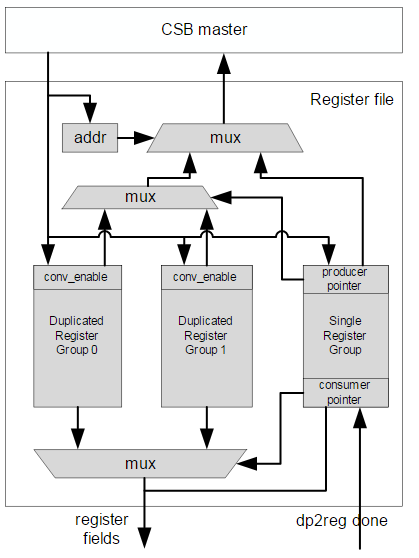 CSB master
Register file
addr
mux
mux
conv_enable
Duplicated
Register
Group 0
conv_enable
Duplicated
Register
Group 1
producer
pointer
Single
Register
Group
consumer
pointer
mux
register
fields
dp2reg done